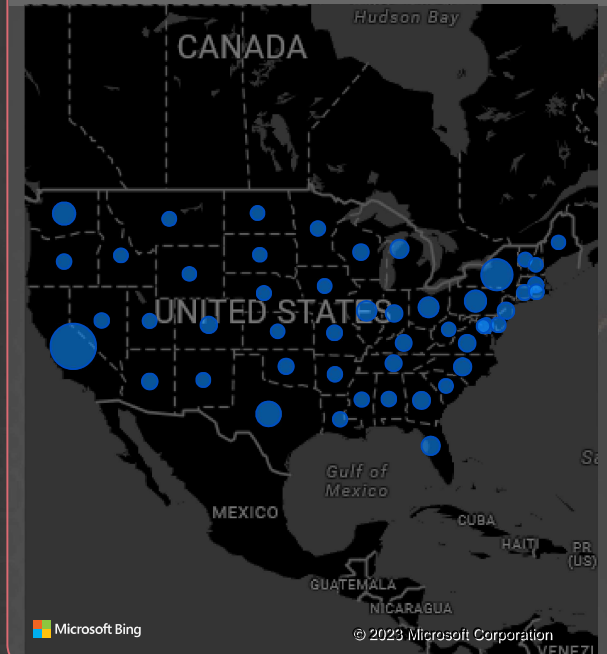 Hudson Bay
CANADA
UNITED STATES
Gulf of
Mexico
MEXICO
CUBA
HAITI
PR
(US)
GUATEMALA
NICARAGUA
Microsoft Bing
© 2023 Microsoft Corporation